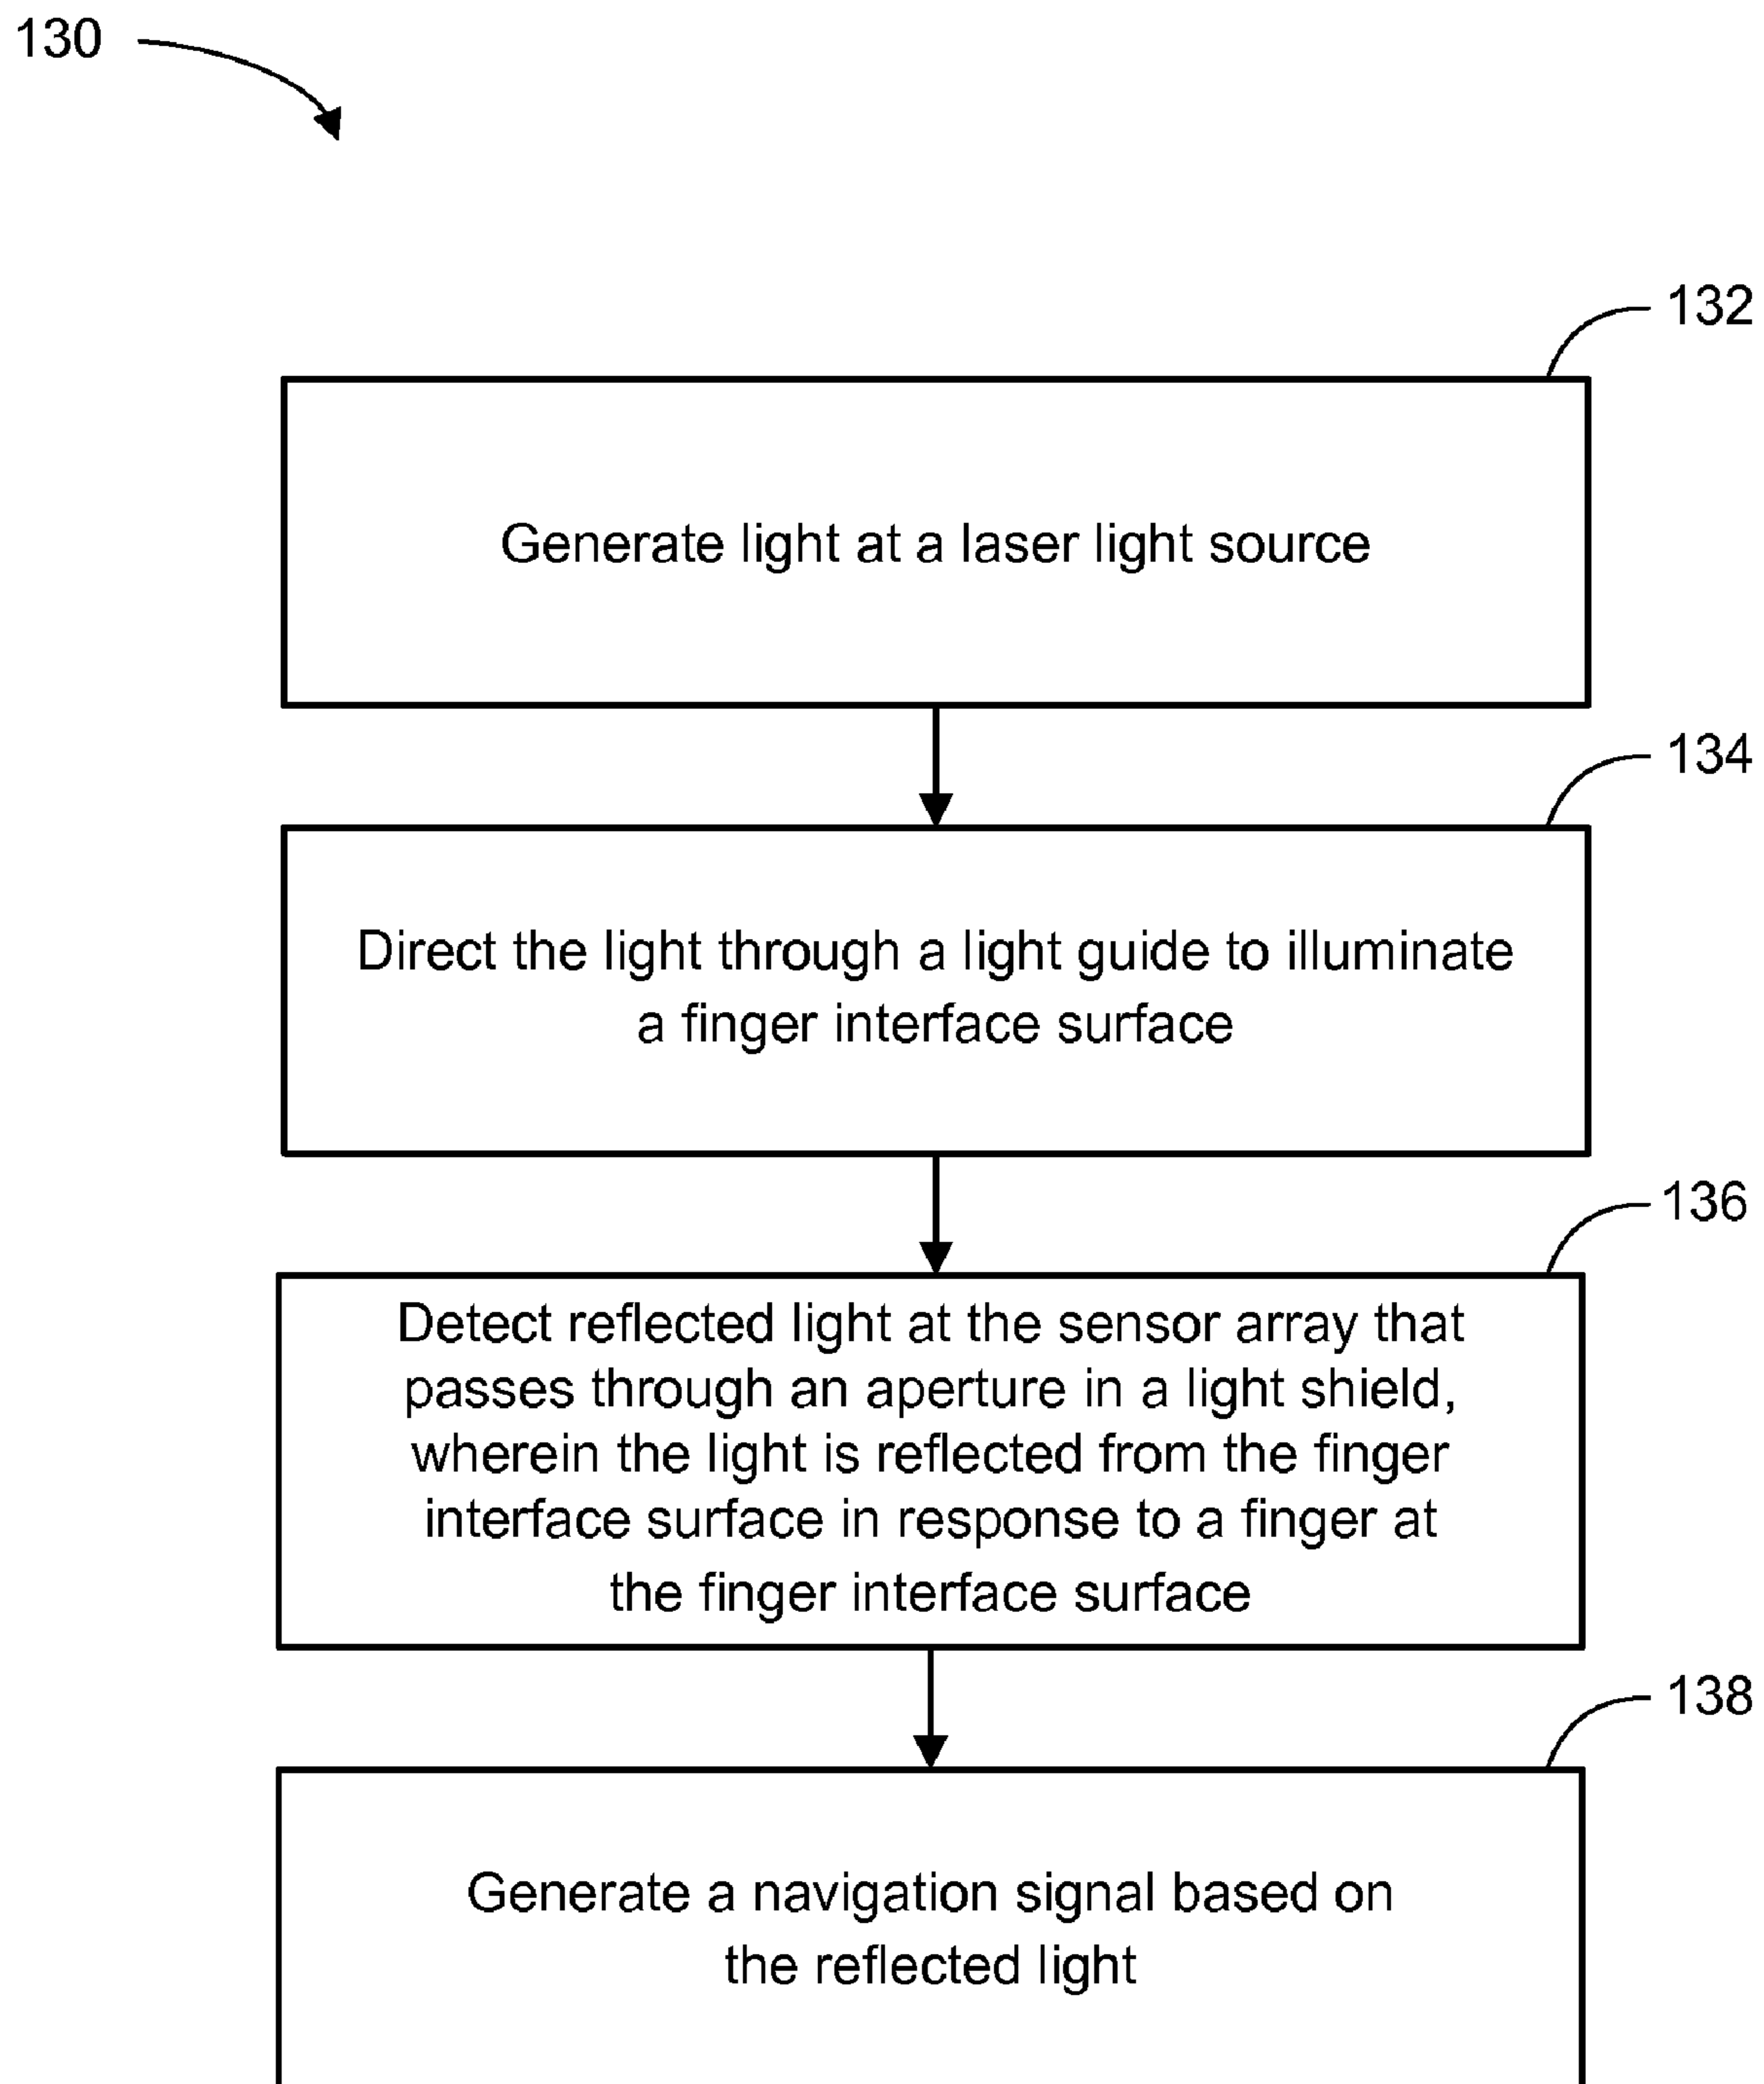 130
132
Generate light at a laser light source
134
Direct the light through a light guide to illuminate
a finger interface surface
136
Detect reflected light at the sensor array that
passes through an aperture in a light shield,
wherein the light is reflected from the finger
interface surface in response to a finger at
the finger interface surface
138
Generate a navigation signal based on
the reflected light